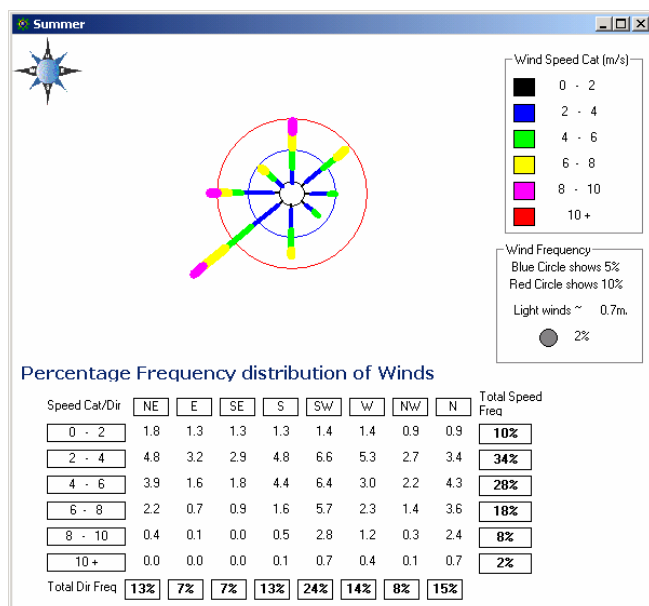 Summer
Wind Speed Cat (m/s)
0 - 2
2 - 4
4 - 6
6 - 8
8 - 10
10 +
Wind Frequency
Blue Circle shows 5%
Red Circle shows 10%
Light winds ~ 0.7m.
2%
Percentage Frequency distribution of Winds
Speed Cat/Dir NE E SE S SW W NW N Total Speed Freq
0 - 2 1.8 1.3 1.3 1.3 1.4 1.4 0.9 0.9 10%
2 - 4 4.8 3.2 2.9 4.8 6.6 5.3 2.7 3.4 34%
4 - 6 3.9 1.6 1.8 4.4 6.4 3.0 2.2 4.3 28%
6 - 8 2.2 0.7 0.9 1.6 5.7 2.3 1.4 3.6 18%
8 - 10 0.4 0.1 0.0 0.5 2.8 1.2 0.3 2.4 8%
10 + 0.0 0.0 0.0 0.1 0.7 0.4 0.1 0.7 2%
Total Dir Freq 13% 7% 7% 13% 24% 14% 8% 15%